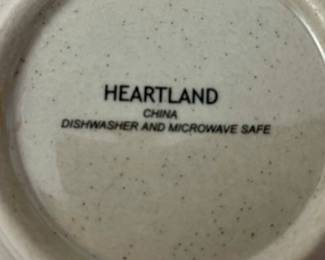 HEARTLAND
CHINA
DISHWASHER AND MICROWAVE SAFE